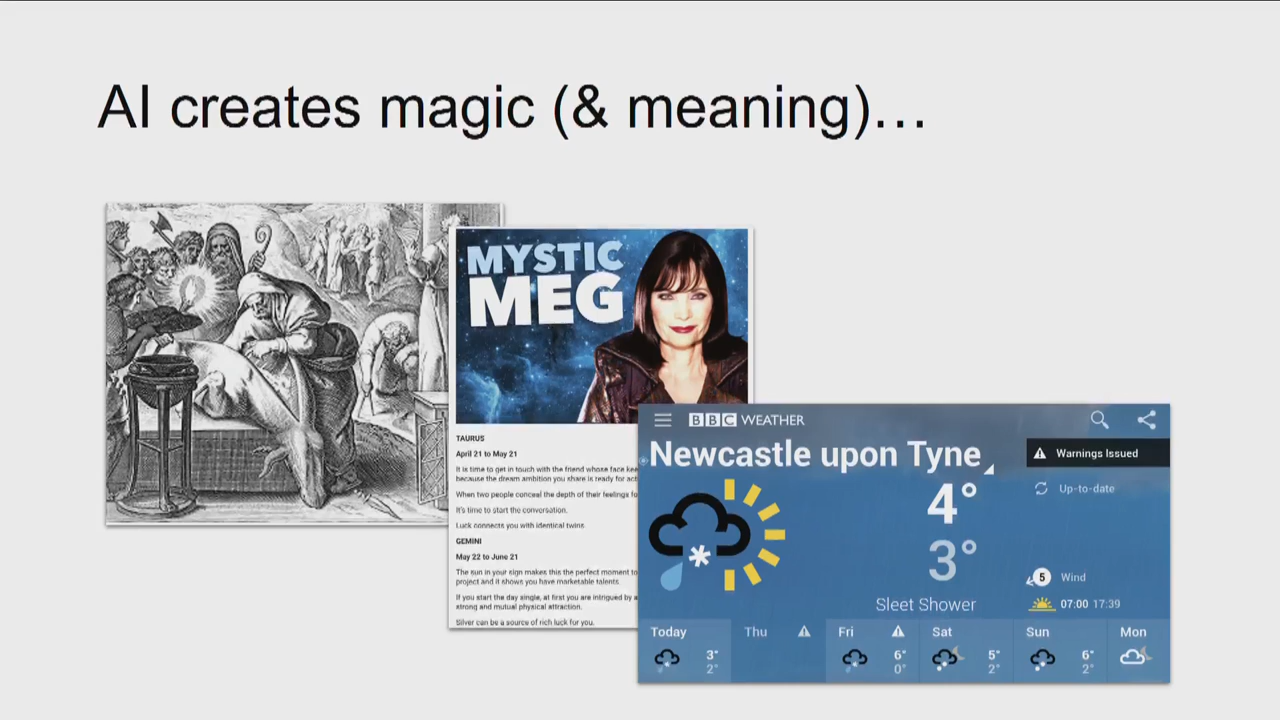 AI creates magic (& meaning)…
MYSTIC
MEG
TAURUS
April 21 to May 21
It is time to get in touch with the friend whose face
because the dream ambition you share is ready for
When two people conceal the depth of their feelings
It's time to start the conversation.
Luck connects you with identical twins.
GEMINI
May 22 to June 21
The sun in your sign makes this the perfect moment to
project and it shows you have marketable talents.
If you start the day single, at first you are intrigued by a
strong and mutual physical attraction.
Silver can be a source of rich luck for you.
BBC WEATHER
Newcastle upon Tyne
Warnings Issued
4°
Up-to-date
3°
5 Wind
Sleet Shower
07:00 17:39
Today Thu Fri Sat Sun Mon
3° 6° 5° 6°
2° 0° 2° 2°